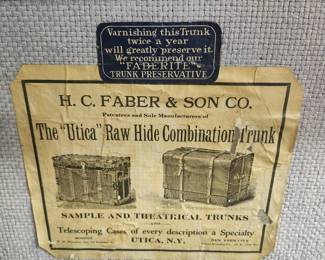 Varnishing this Trunk
twice a year
will greatly preserve it.
We recommend our
"FABERITE"
TRUNK PRESERVATIVE
H. C. FABER & SON CO.
Patentees and Sole Manufacturers of
The "Utica" Raw Hide Combination Trunk
SAMPLE AND THEATRICAL TRUNKS
Telescoping Cases of every description a Specialty
UTICA, N.Y.